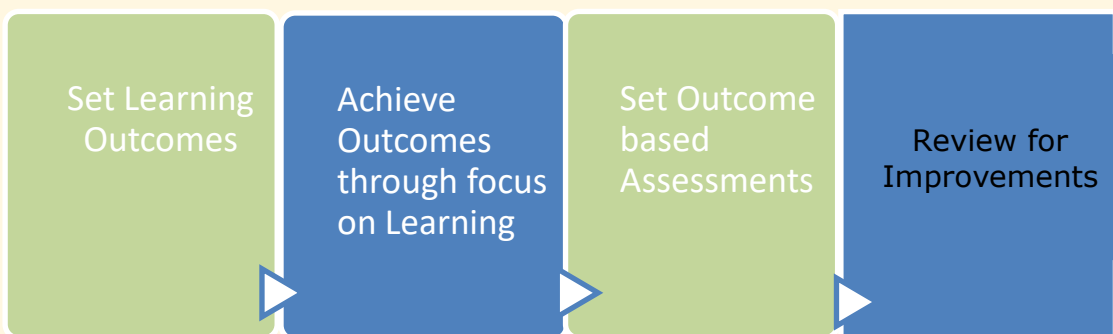 Set Learning
Outcomes
Achieve
Outcomes
through focus
on Learning
Set Outcome
based
Assessments
Review for
Improvements